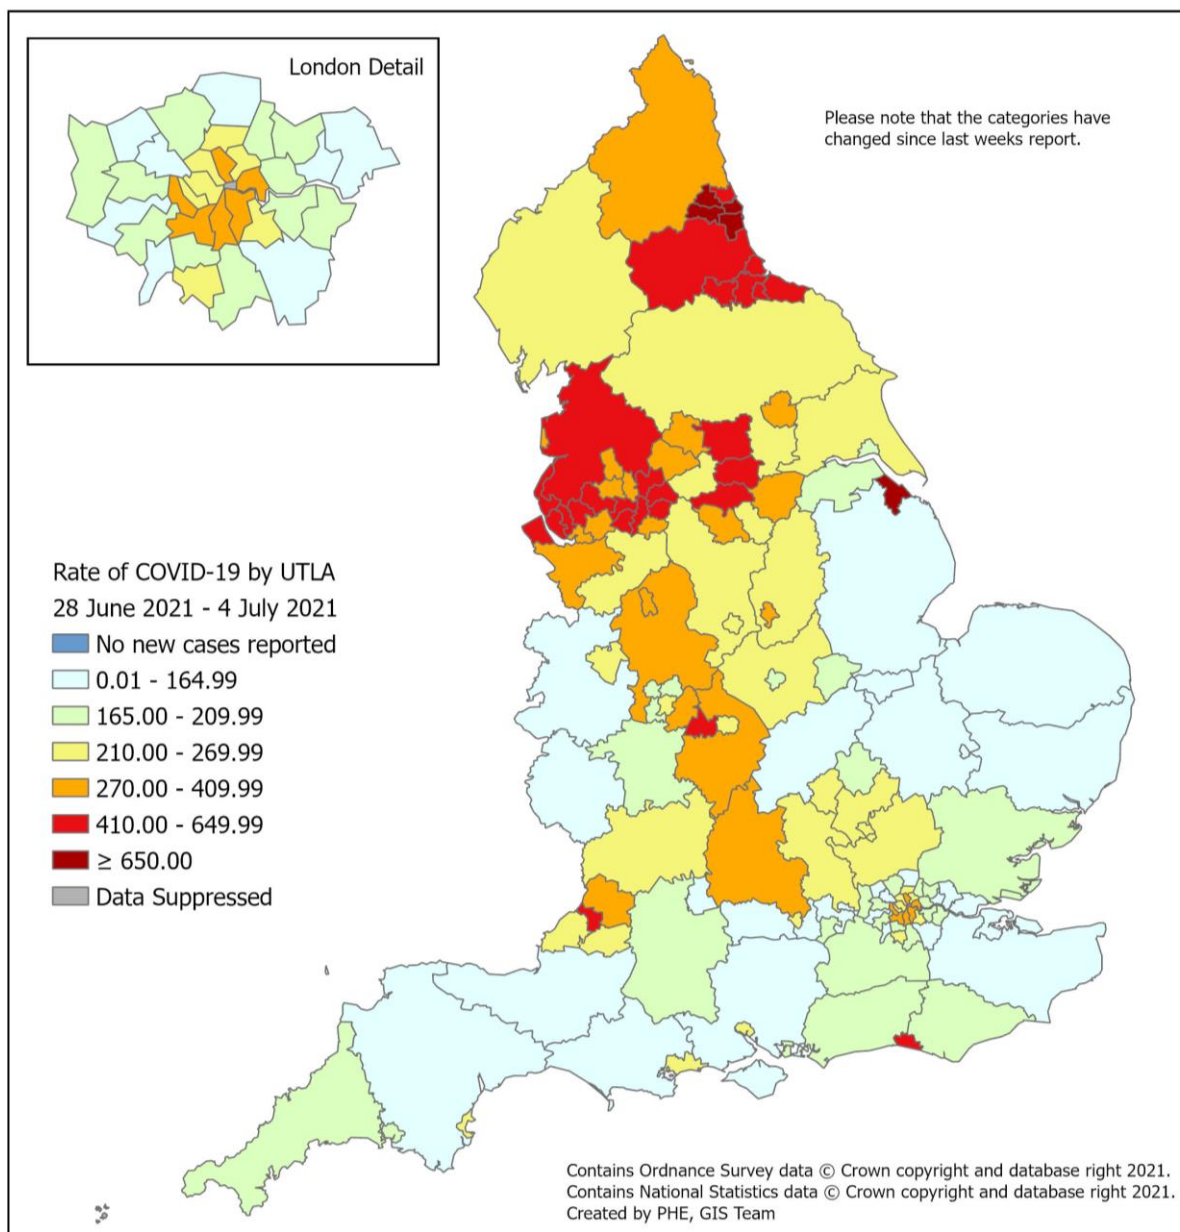 London Detail
Please note that the categories have
changed since last weeks report.
Rate of COVID-19 by UTLA
28 June 2021 - 4 July 2021
No new cases reported
0.01 - 164.99
165.00 - 209.99
210.00 - 269.99
270.00 - 409.99
410.00 - 649.99
≥ 650.00
Data Suppressed
Contains Ordnance Survey data © Crown copyright and database right 2021.
Contains National Statistics data © Crown copyright and database right 2021.
Created by PHE, GIS Team